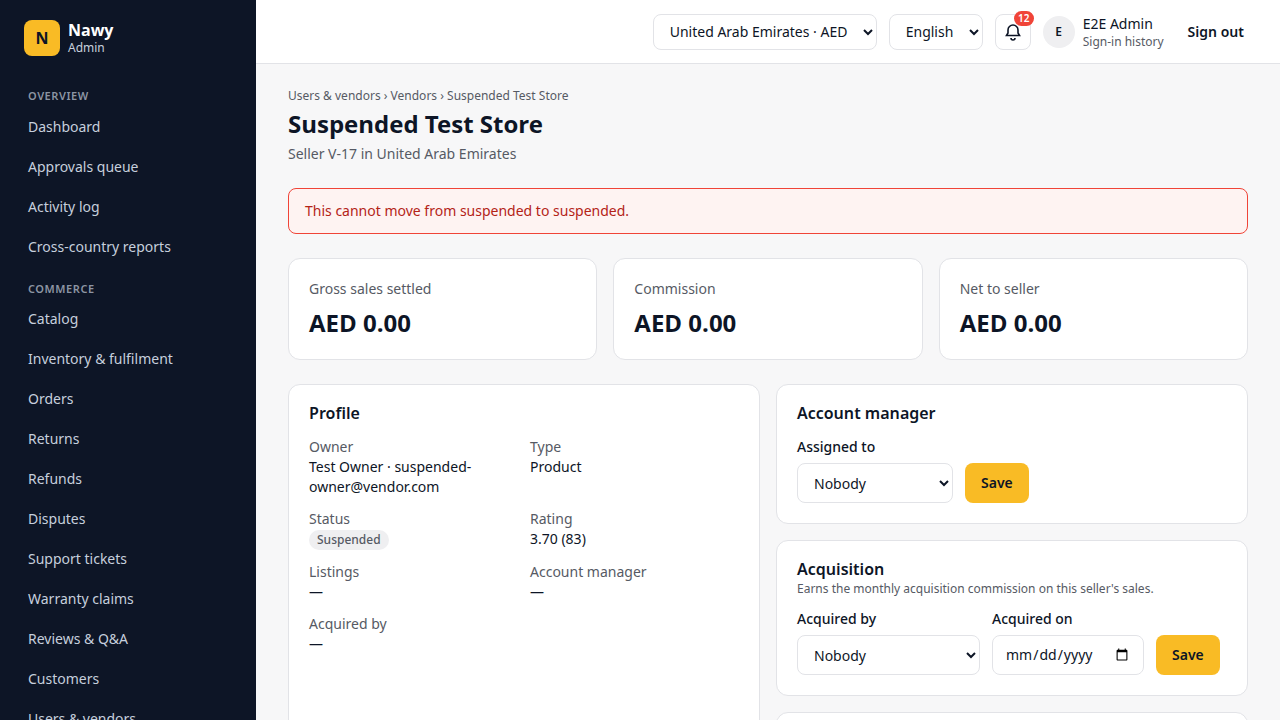 N
Nawy
Admin
OVERVIEW
Dashboard
Approvals queue
Activity log
Cross-country reports
COMMERCE
Catalog
Inventory & fulfilment
Orders
Returns
Refunds
Disputes
Support tickets
Warranty claims
Reviews & Q&A
Customers
Users & vendors
United Arab Emirates · AED
English
12
E
E2E Admin
Sign-in history
Sign out
Users & vendors › Vendors › Suspended Test Store
Suspended Test Store
Seller V-17 in United Arab Emirates
This cannot move from suspended to suspended.
Gross sales settled
AED 0.00
Commission
AED 0.00
Net to seller
AED 0.00
Profile
Owner
Test Owner · suspended-
owner@vendor.com
Type
Product
Status
Suspended
Rating
3.70 (83)
Listings
—
Account manager
—
Acquired by
—
Account manager
Assigned to
Nobody
Save
Acquisition
Earns the monthly acquisition commission on this seller's sales.
Acquired by
Acquired on
Nobody
mm/dd/yyyy
Save